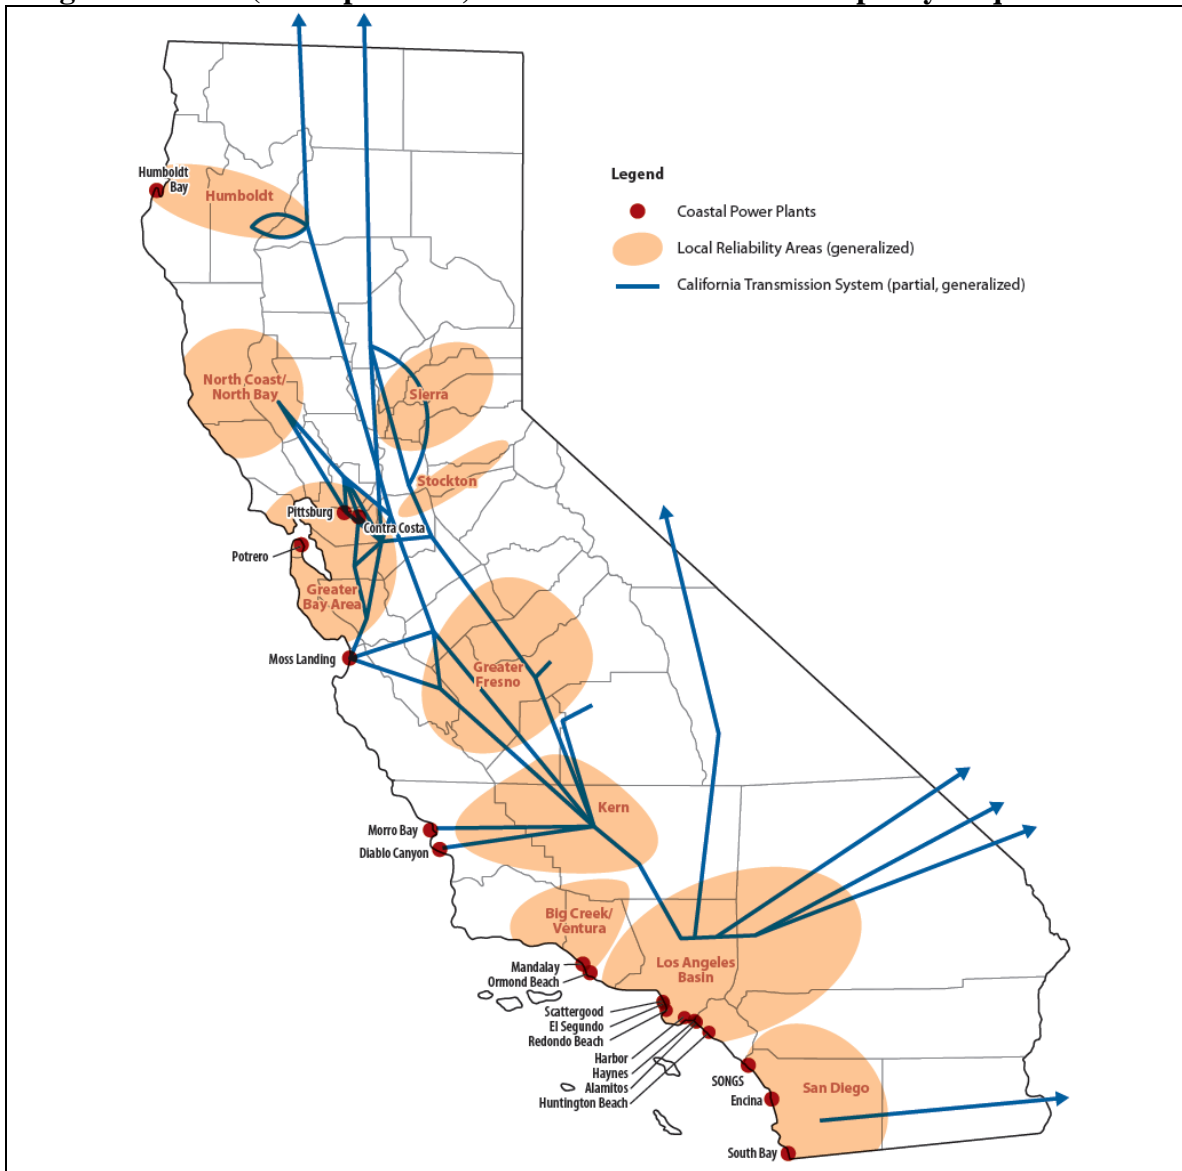 Legend
Coastal Power Plants
Local Reliability Areas (generalized)
California Transmission System (partial, generalized)
Humboldt
Bay
Humboldt
North Coast/
North Bay
Sierra
Stockton
Pittsburg
Contra Costa
Potrero
Greater
Bay Area
Moss Landing
Greater
Fresno
Kern
Morro Bay
Diablo Canyon
Big Creek/
Ventura
Los Angeles
Basin
Mandalay
Ormond Beach
Scattergood
El Segundo
Redondo Beach
Harbor
Haynes
Alamitos
Huntington Beach
SONGS
Encina
San Diego
South Bay